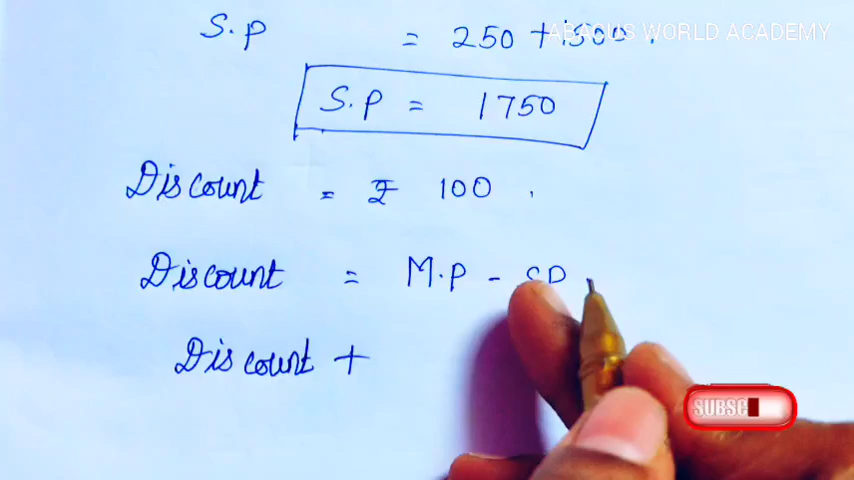 ABACUS WORLD ACADEMY
S.P = 250 + 1500.
S.P = 1750
Discount = ₹ 100.
Discount = M.P - SP
Discount +
SUBSC